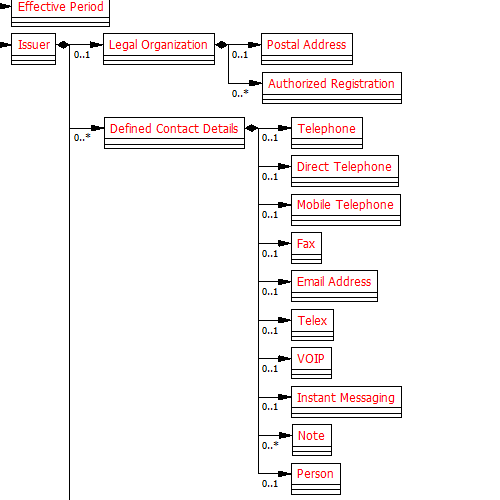 Effective Period
Issuer
0..1
Legal Organization
0..1
Postal Address
0..*
Authorized Registration
0..*
Defined Contact Details
0..1
Telephone
0..1
Direct Telephone
0..1
Mobile Telephone
0..1
Fax
0..1
Email Address
0..1
Telex
0..1
VOIP
0..1
Instant Messaging
0..*
Note
0..1
Person